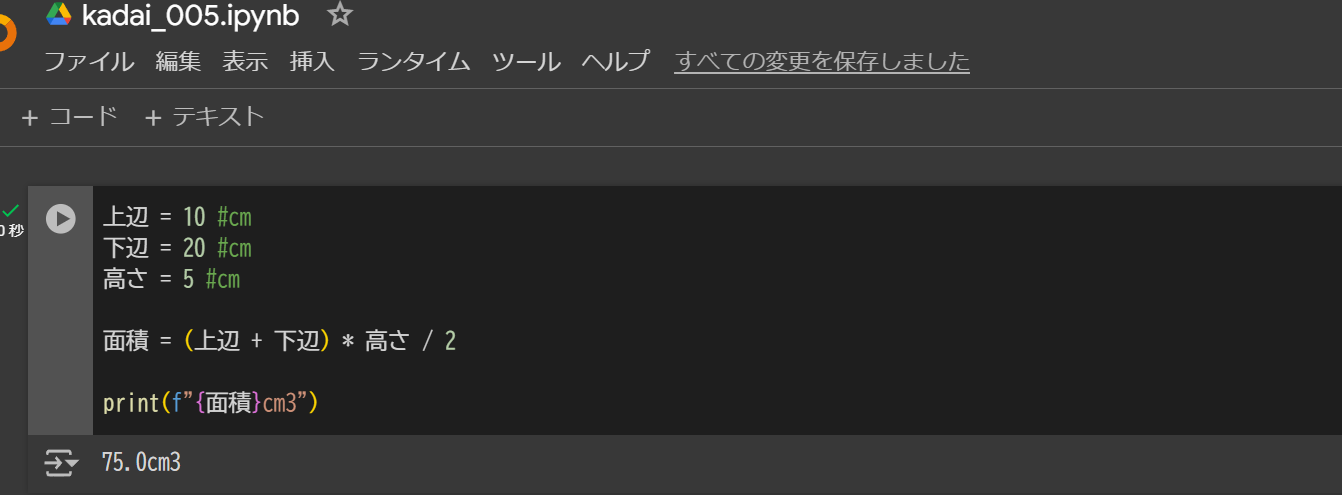 kadai_005.ipynb
ファイル 編集 表示 挿入 ランタイム ツール ヘルプ すべての変更を保存しました
+ コード + テキスト
上辺 = 10 #cm
0秒
下辺 = 20 #cm
高さ = 5 #cm
面積 = (上辺 + 下辺) * 高さ / 2
print(f"{面積}cm3")
75.0cm3